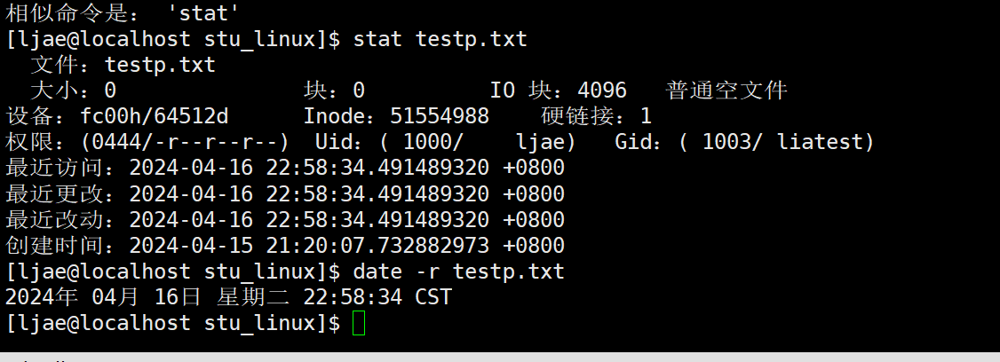 相似命令是： 'stat'
[ljae@localhost stu_linux]$ stat testp.txt
  文件：testp.txt
  大小：0               块：0          IO 块：4096   普通空文件
设备：fc00h/64512d      Inode：51554988    硬链接：1
权限：(0444/-r--r--r--)  Uid：( 1000/    ljae)   Gid：( 1003/ liatest)
最近访问：2024-04-16 22:58:34.491489320 +0800
最近更改：2024-04-16 22:58:34.491489320 +0800
最近改动：2024-04-16 22:58:34.491489320 +0800
创建时间：2024-04-15 21:20:07.732882973 +0800
[ljae@localhost stu_linux]$ date -r testp.txt
2024年 04月 16日 星期二 22:58:34 CST
[ljae@localhost stu_linux]$